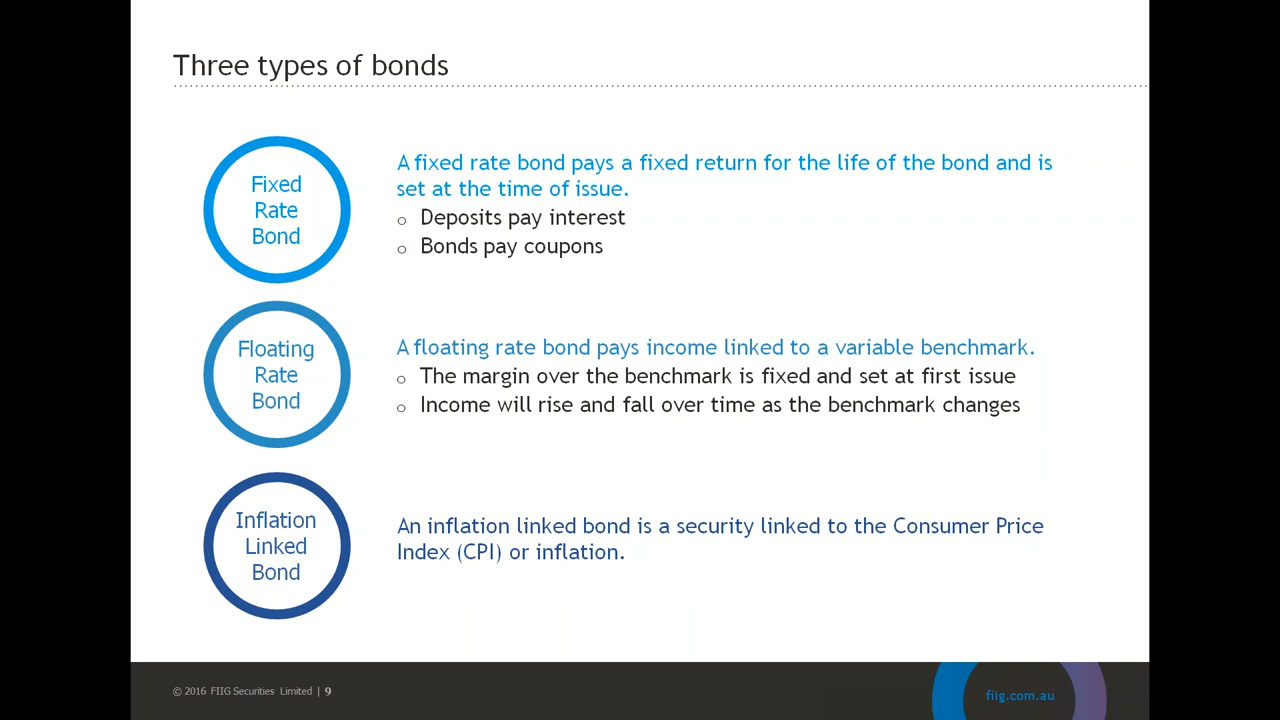 Three types of bonds
Fixed
Rate
Bond
A fixed rate bond pays a fixed return for the life of the bond and is
set at the time of issue.
o Deposits pay interest
o Bonds pay coupons
Floating
Rate
Bond
A floating rate bond pays income linked to a variable benchmark.
o The margin over the benchmark is fixed and set at first issue
o Income will rise and fall over time as the benchmark changes
Inflation
Linked
Bond
An inflation linked bond is a security linked to the Consumer Price
Index (CPI) or inflation.
© 2016 FIIG Securities Limited | 9
fiig.com.au